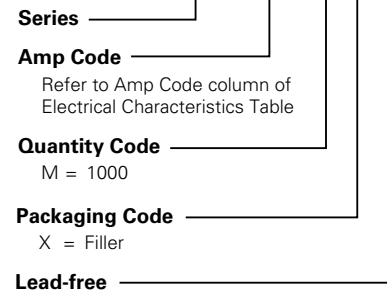 Series
Amp Code
Refer to Amp Code column of
Electrical Characteristics Table
Quantity Code
M = 1000
Packaging Code
X = Filler
Lead-free